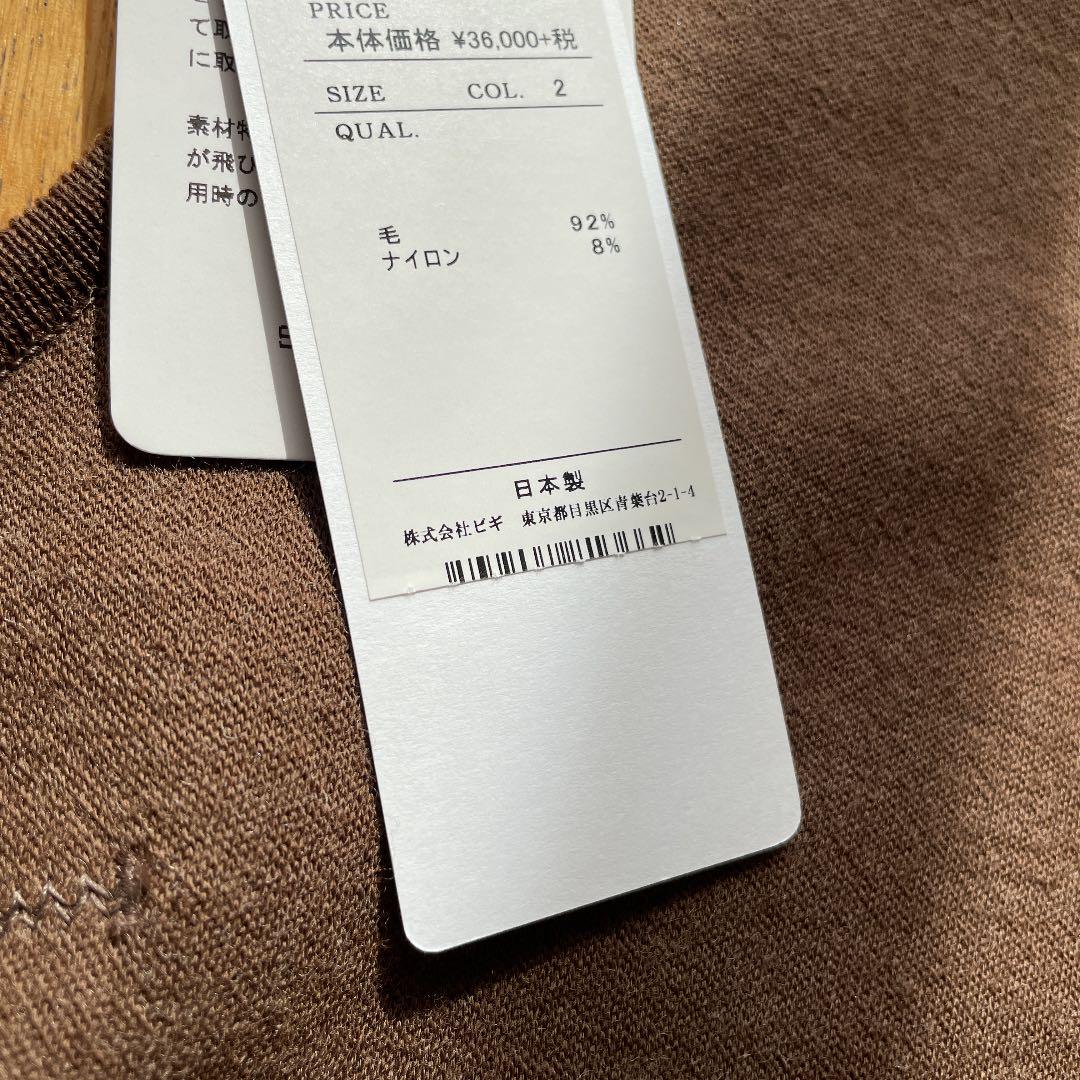 て取
に取
素材特
が飛び
用時の
S
PRICE
本体価格 ¥36,000+税
SIZE COL. 2
QUAL.
毛 92%
ナイロン 8%
日本製
株式会社ビギ 東京都目黒区青葉台2-1-4